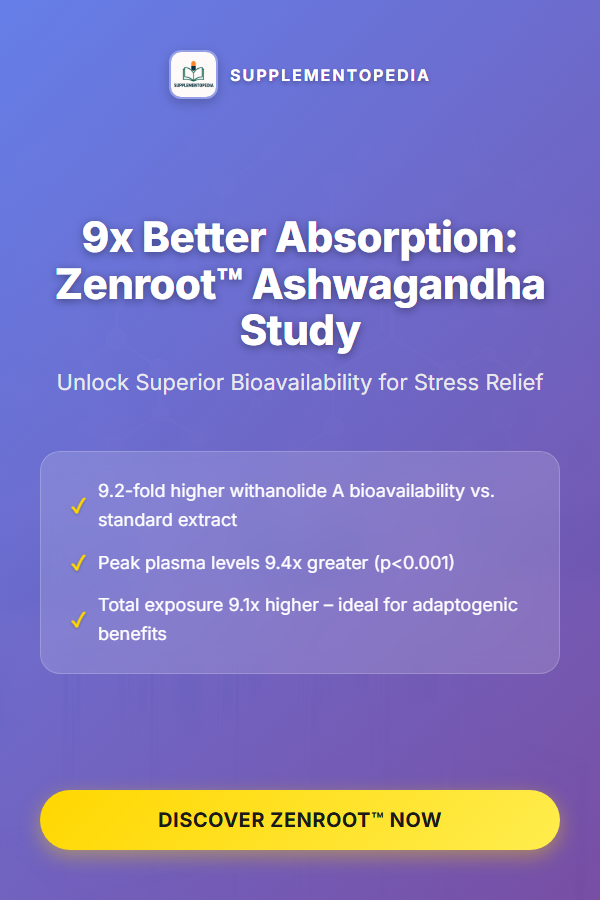 SUPPLEMENTOPEDIA
SUPPLEMENTOPEDIA
9x Better Absorption:
Zenroot™ Ashwagandha
Study
Unlock Superior Bioavailability for Stress Relief
✓ 9.2-fold higher withanolide A bioavailability vs.
standard extract
✓ Peak plasma levels 9.4x greater (p<0.001)
✓ Total exposure 9.1x higher – ideal for adaptogenic
benefits
DISCOVER ZENROOT™ NOW